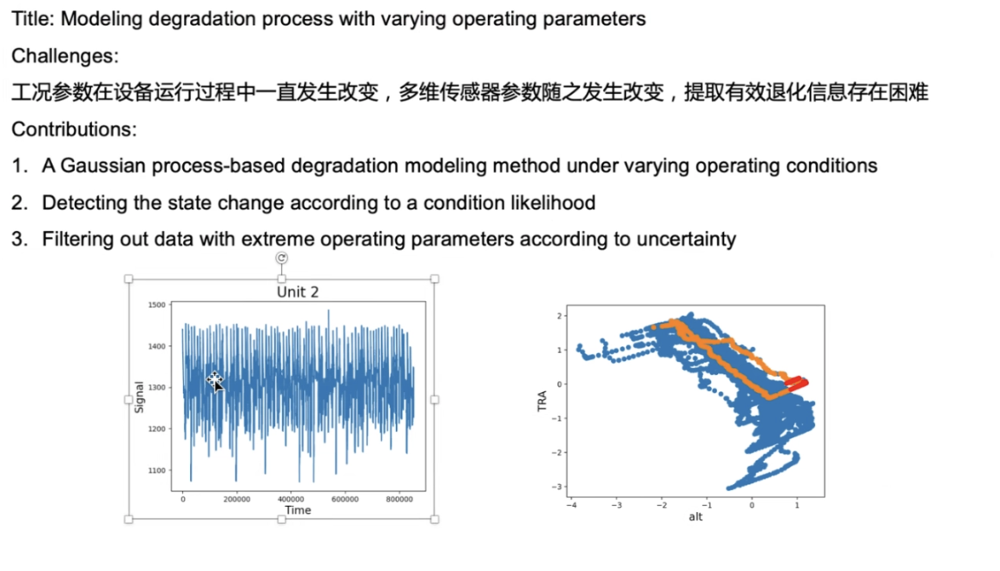 Title: Modeling degradation process with varying operating parameters
Challenges:
工况参数在设备运行过程中一直发生改变，多维传感器参数随之发生改变，提取有效退化信息存在困难
Contributions:
1. A Gaussian process-based degradation modeling method under varying operating conditions
2. Detecting the state change according to a condition likelihood
3. Filtering out data with extreme operating parameters according to uncertainty
Unit 2
1500
1400
1300
1200
1100
Signal
0 200000 400000 600000 800000
Time
2
1
0
−1
−2
−3
TRA
−4 −3 −2 −1 0 1
alt